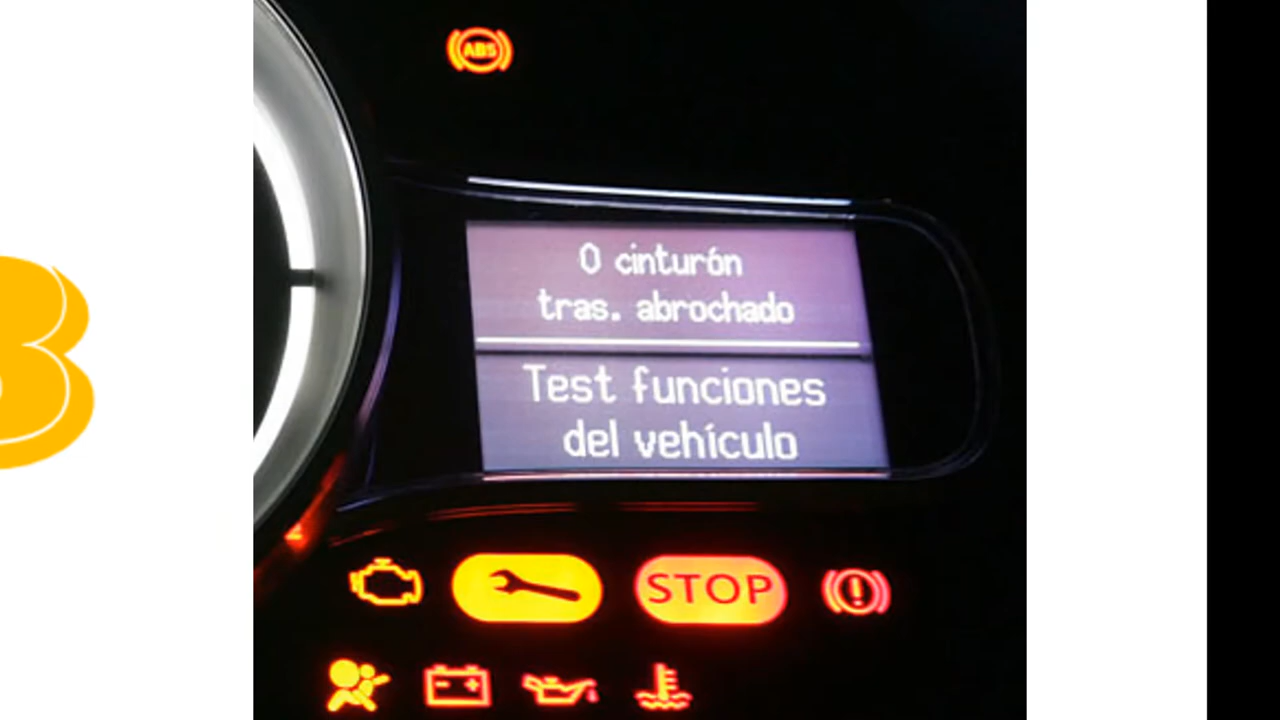 ABS
0 cinturón
tras. abrochado
Test funciones
del vehículo
STOP